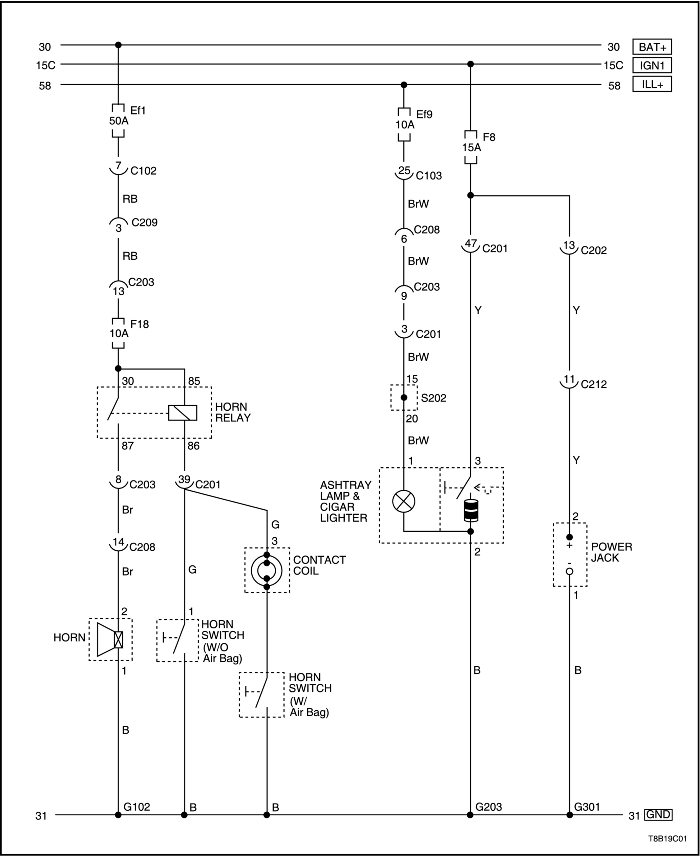 30 30 BAT+
15C 15C IGN1
58 58 ILL+
Ef1
50A
Ef9
10A
F8
15A
7 C102
25 C103
RB
BrW
3 C209
6 C208
47 C201
13 C202
RB
BrW
13 C203
9 C203
Y
Y
F18
10A
3 C201
BrW
30 85
15
11 C212
HORN
RELAY
S202
87 86
20
BrW
Y
8 C203
39 C201
1 3
ASHTRAY
LAMP &
CIGAR
LIGHTER
Br
G
2
14 C208
3
2
+
-
POWER
JACK
CONTACT
COIL
Br
G
1
2
1
HORN
HORN
SWITCH
(W/O
Air Bag)
1
B
B
HORN
SWITCH
(W/
Air Bag)
B
31 G102 B B G203 G301 31 GND
T8B19C01